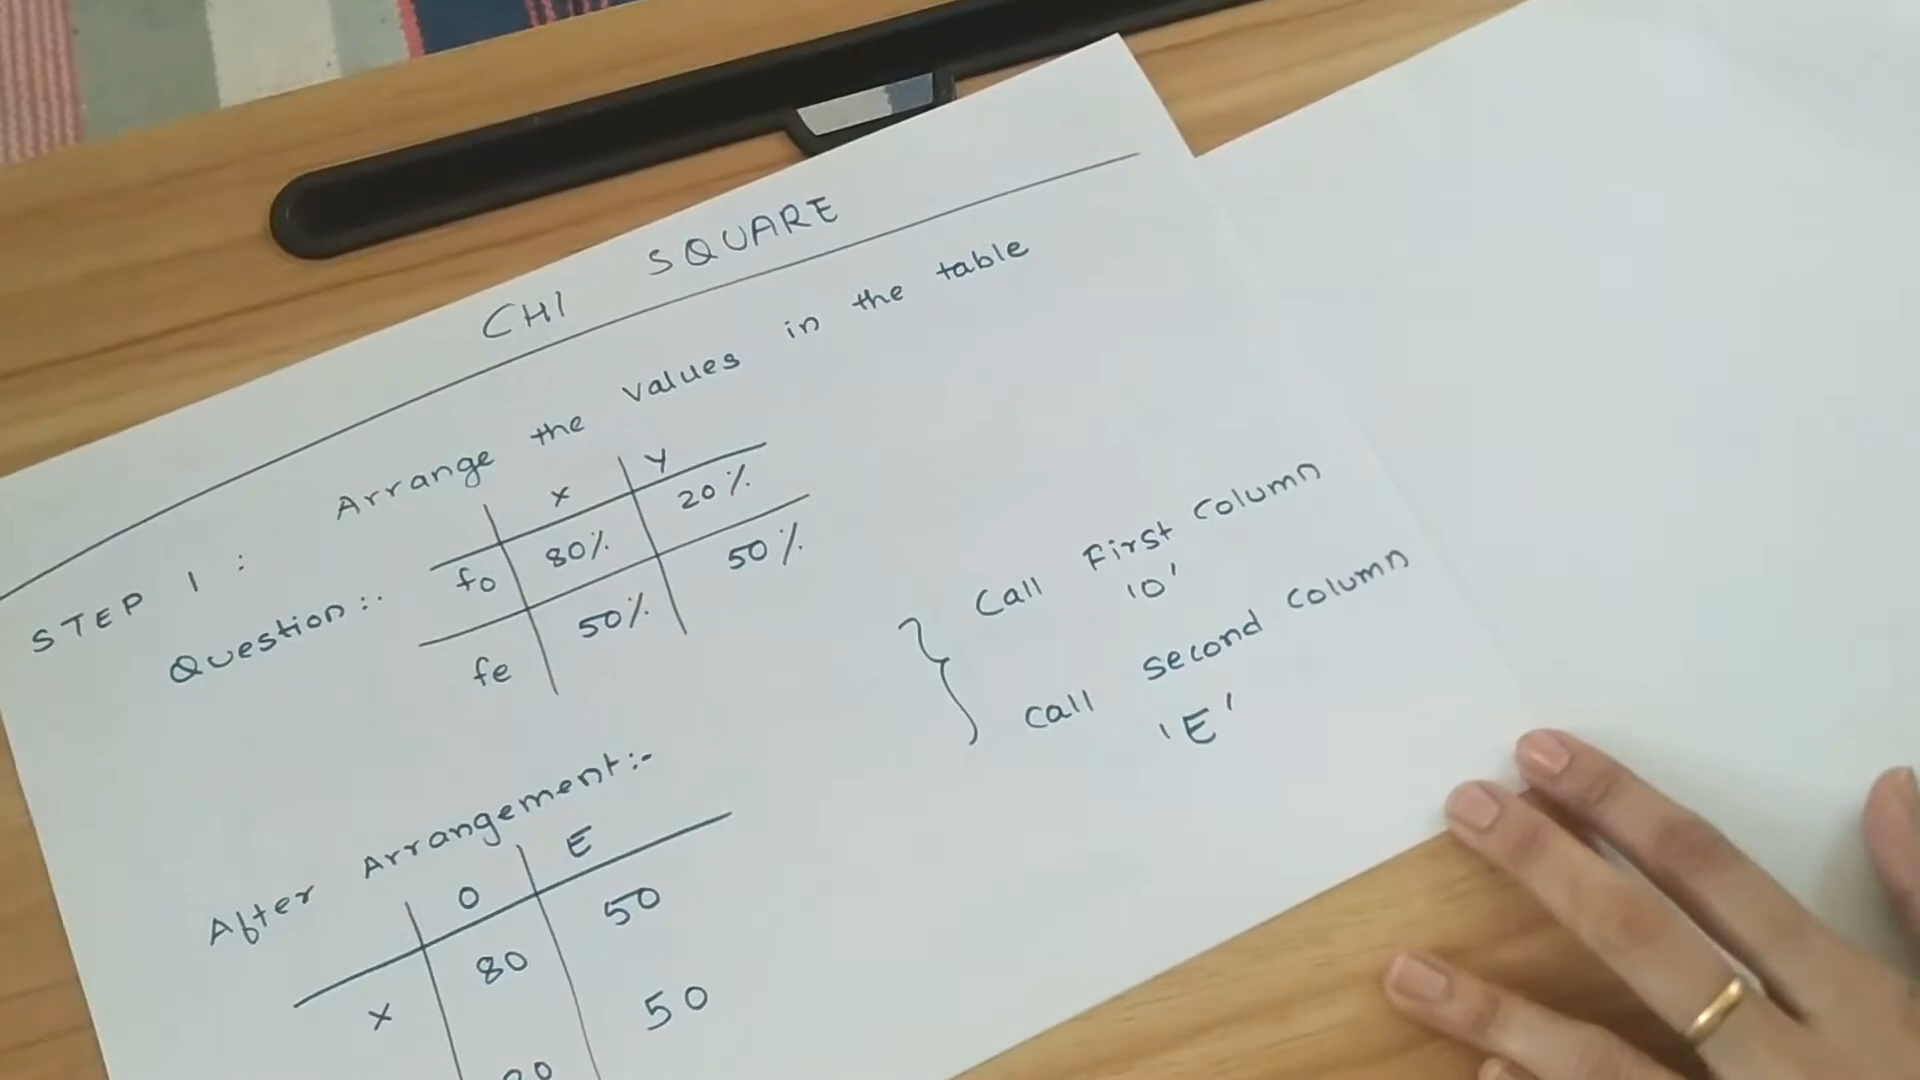 CHI SQUARE
STEP 1 : Arrange the values in the table
Question :-
X Y
fo 80% 20%
fe 50% 50%
Call First Column
'O'
Call second column
'E'
After Arrangement:-
O E
X 80 50
50